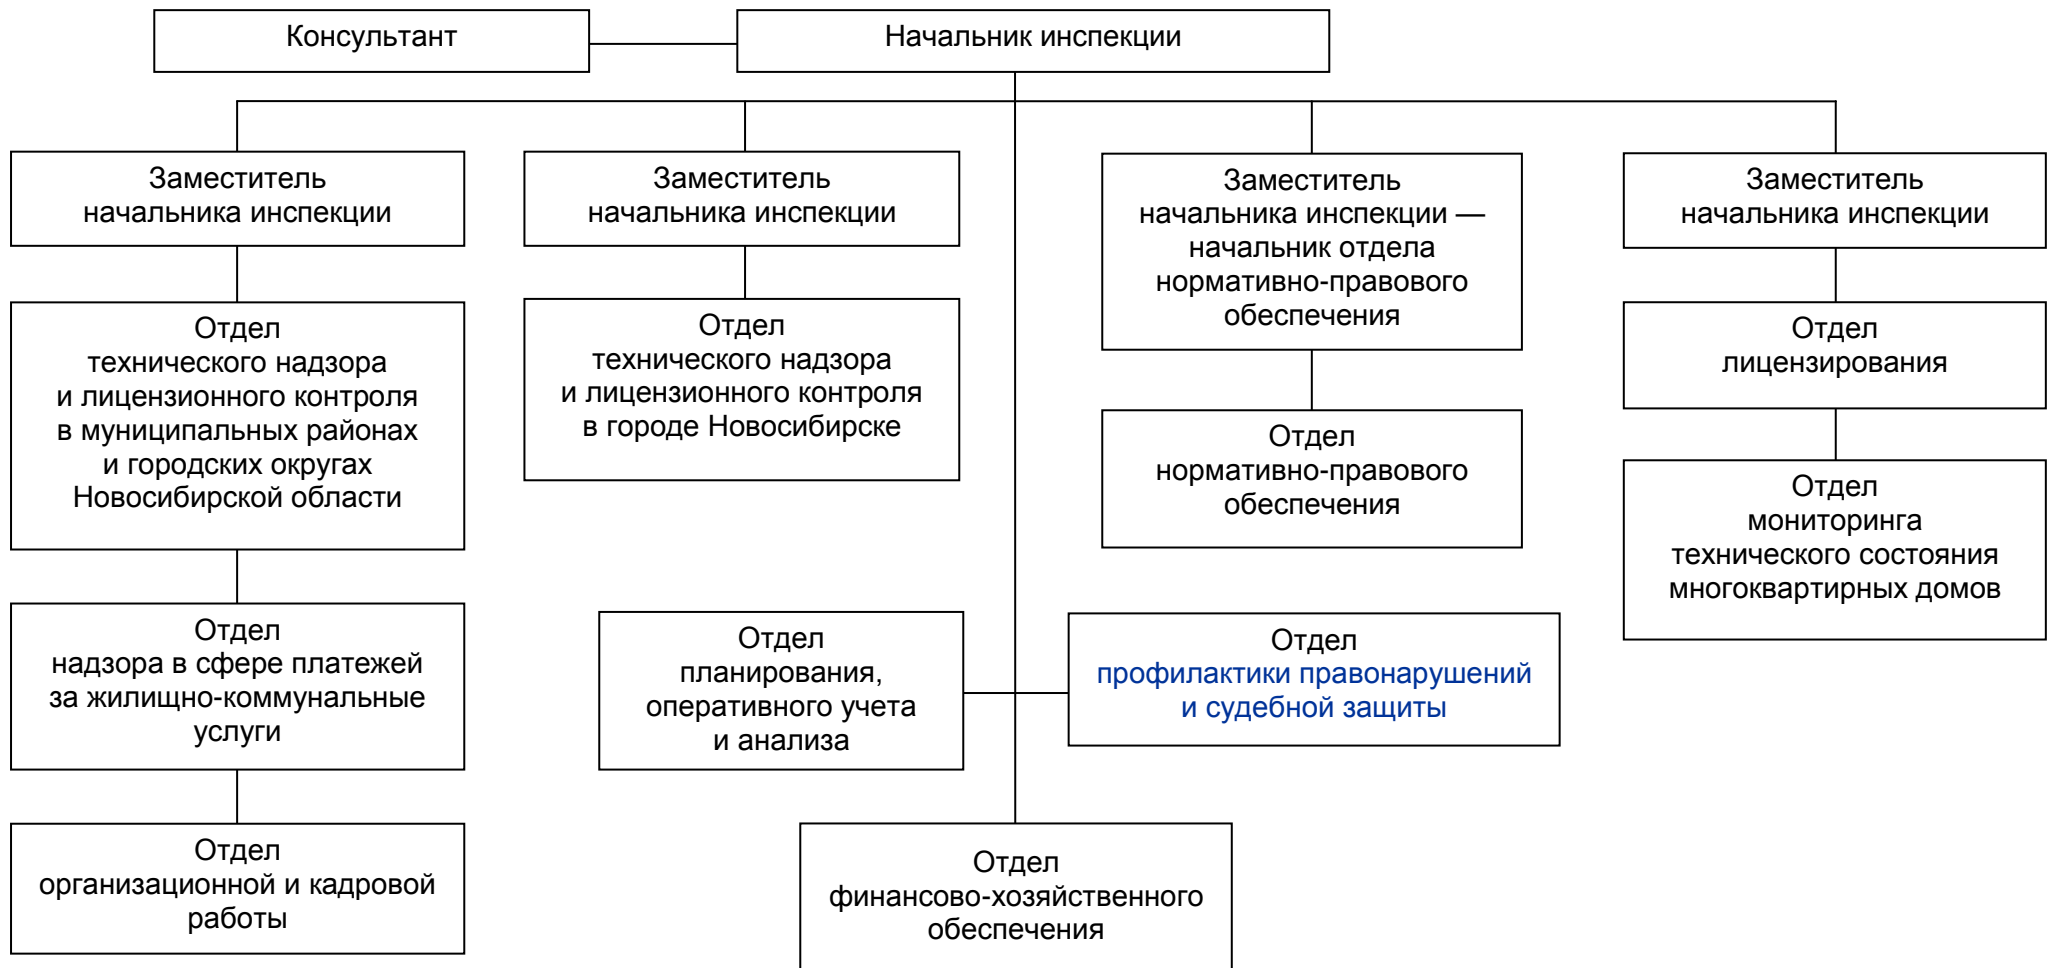 Консультант
Начальник инспекции
Заместитель
начальника инспекции
Заместитель
начальника инспекции
Заместитель
начальника инспекции —
начальник отдела
нормативно-правового
обеспечения
Заместитель
начальника инспекции
Отдел
технического надзора
и лицензионного контроля
в муниципальных районах
и городских округах
Новосибирской области
Отдел
технического надзора
и лицензионного контроля
в городе Новосибирске
Отдел
нормативно-правового
обеспечения
Отдел
лицензирования
Отдел
мониторинга
технического состояния
многоквартирных домов
Отдел
надзора в сфере платежей
за жилищно-коммунальные
услуги
Отдел
планирования,
оперативного учета
и анализа
Отдел
профилактики правонарушений
и судебной защиты
Отдел
организационной и кадровой
работы
Отдел
финансово-хозяйственного
обеспечения